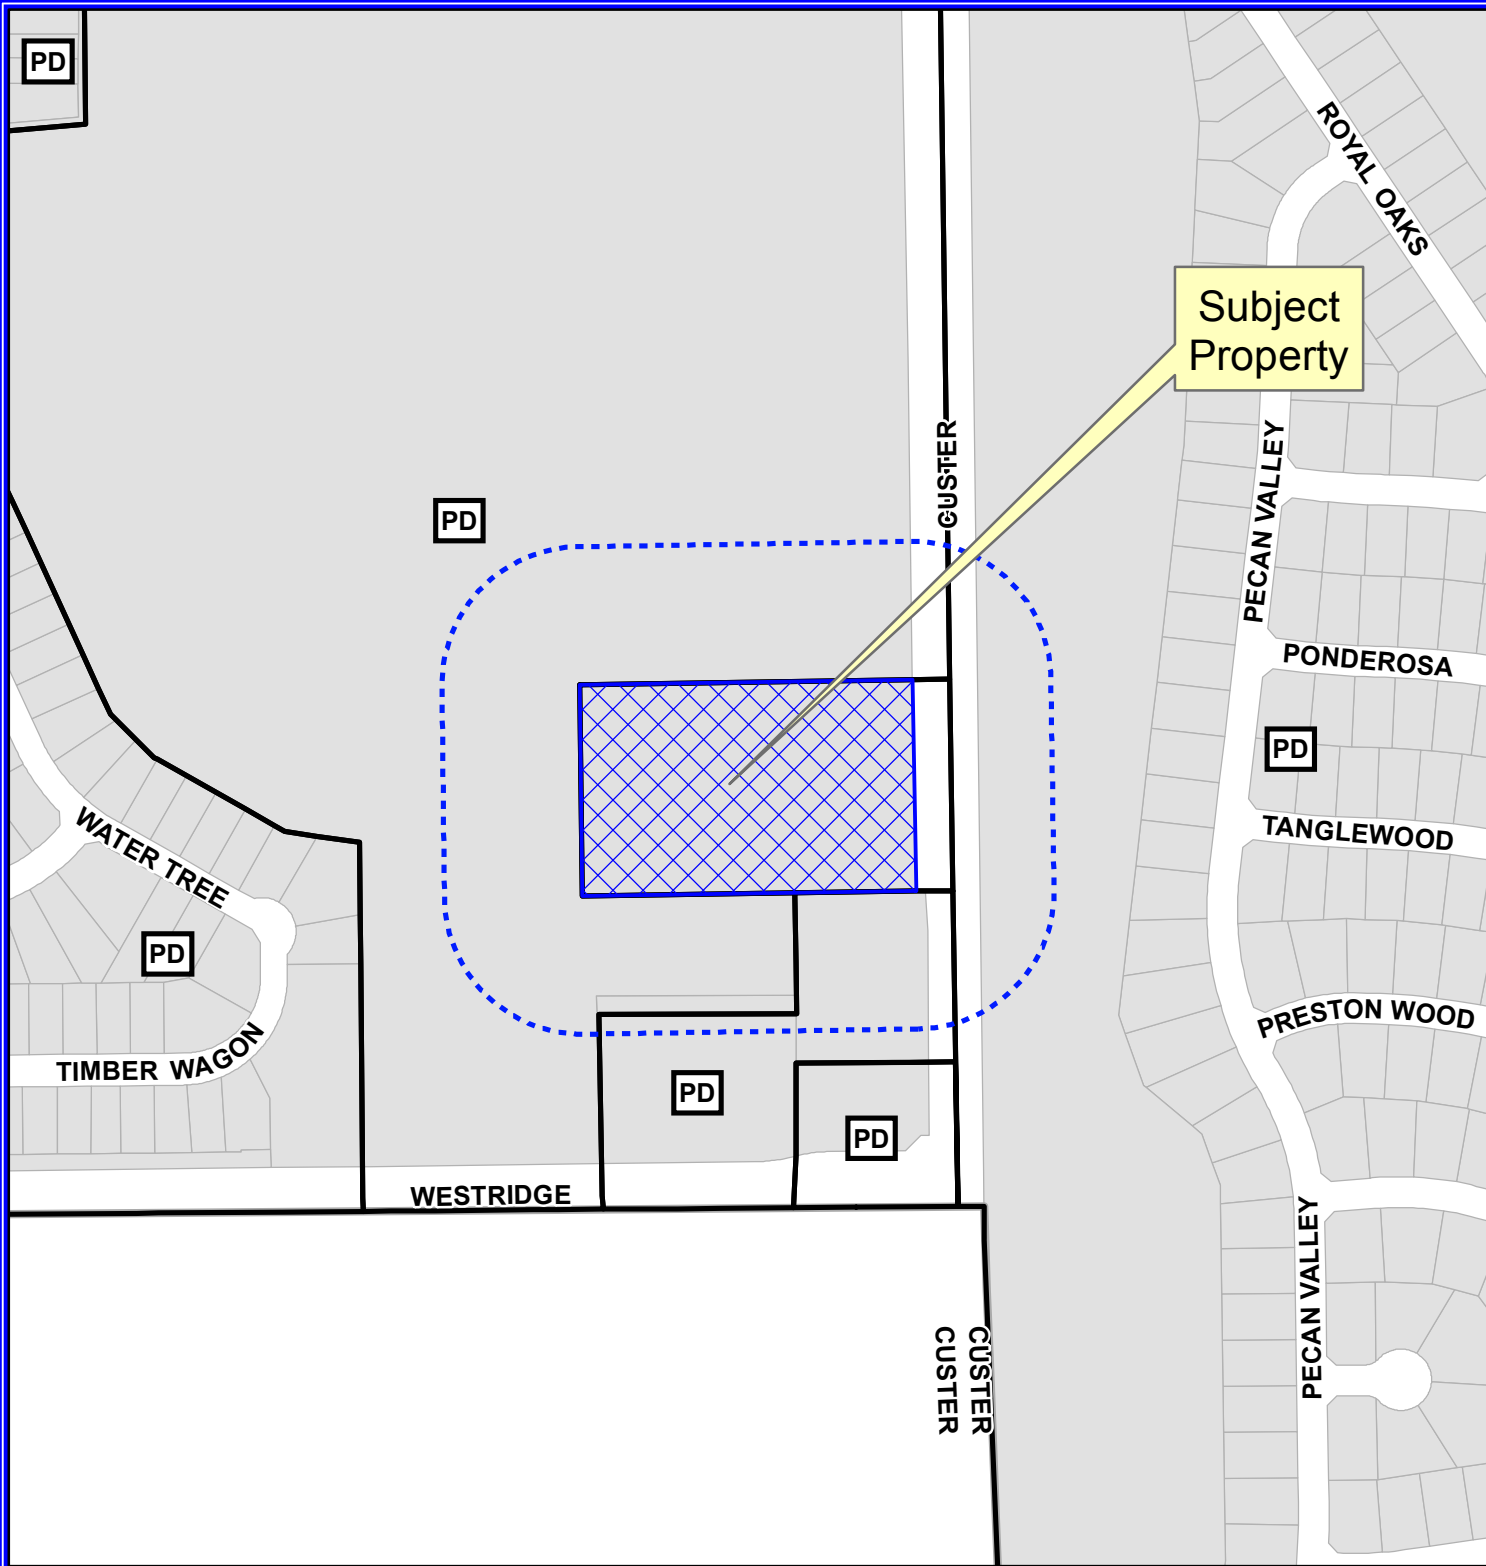 PD
ROYAL OAKS
Subject
Property
CUSTER
PECAN VALLEY
PD
PONDEROSA
PD
TANGLEWOOD
WATER TREE
PD
PRESTON WOOD
TIMBER WAGON
PD
PD
WESTRIDGE
PECAN VALLEY
CUSTER
CUSTER